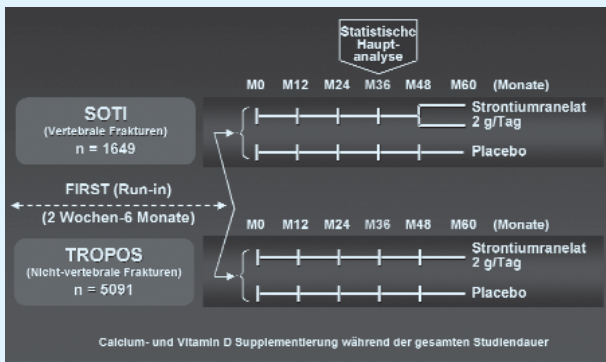 Statistische
Haupt-
analyse
M0 M12 M24 M36 M48 M60 (Monate)
SOTI
(Vertebrale Frakturen)
n = 1649
Strontiumranelat
2 g/Tag
Placebo
FIRST (Run-in)
(2 Wochen-6 Monate)
M0 M12 M24 M36 M48 M60 (Monate)
TROPOS
(Nicht-vertebrale Frakturen)
n = 5091
Strontiumranelat
2 g/Tag
Placebo
Calcium- und Vitamin D Supplementierung während der gesamten Studiendauer